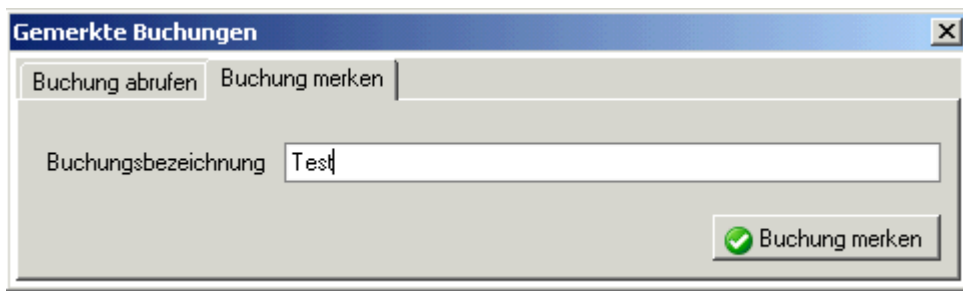 Gemerkte Buchungen
Buchung abrufen Buchung merken
Buchungsbezeichnung Test
Buchung merken